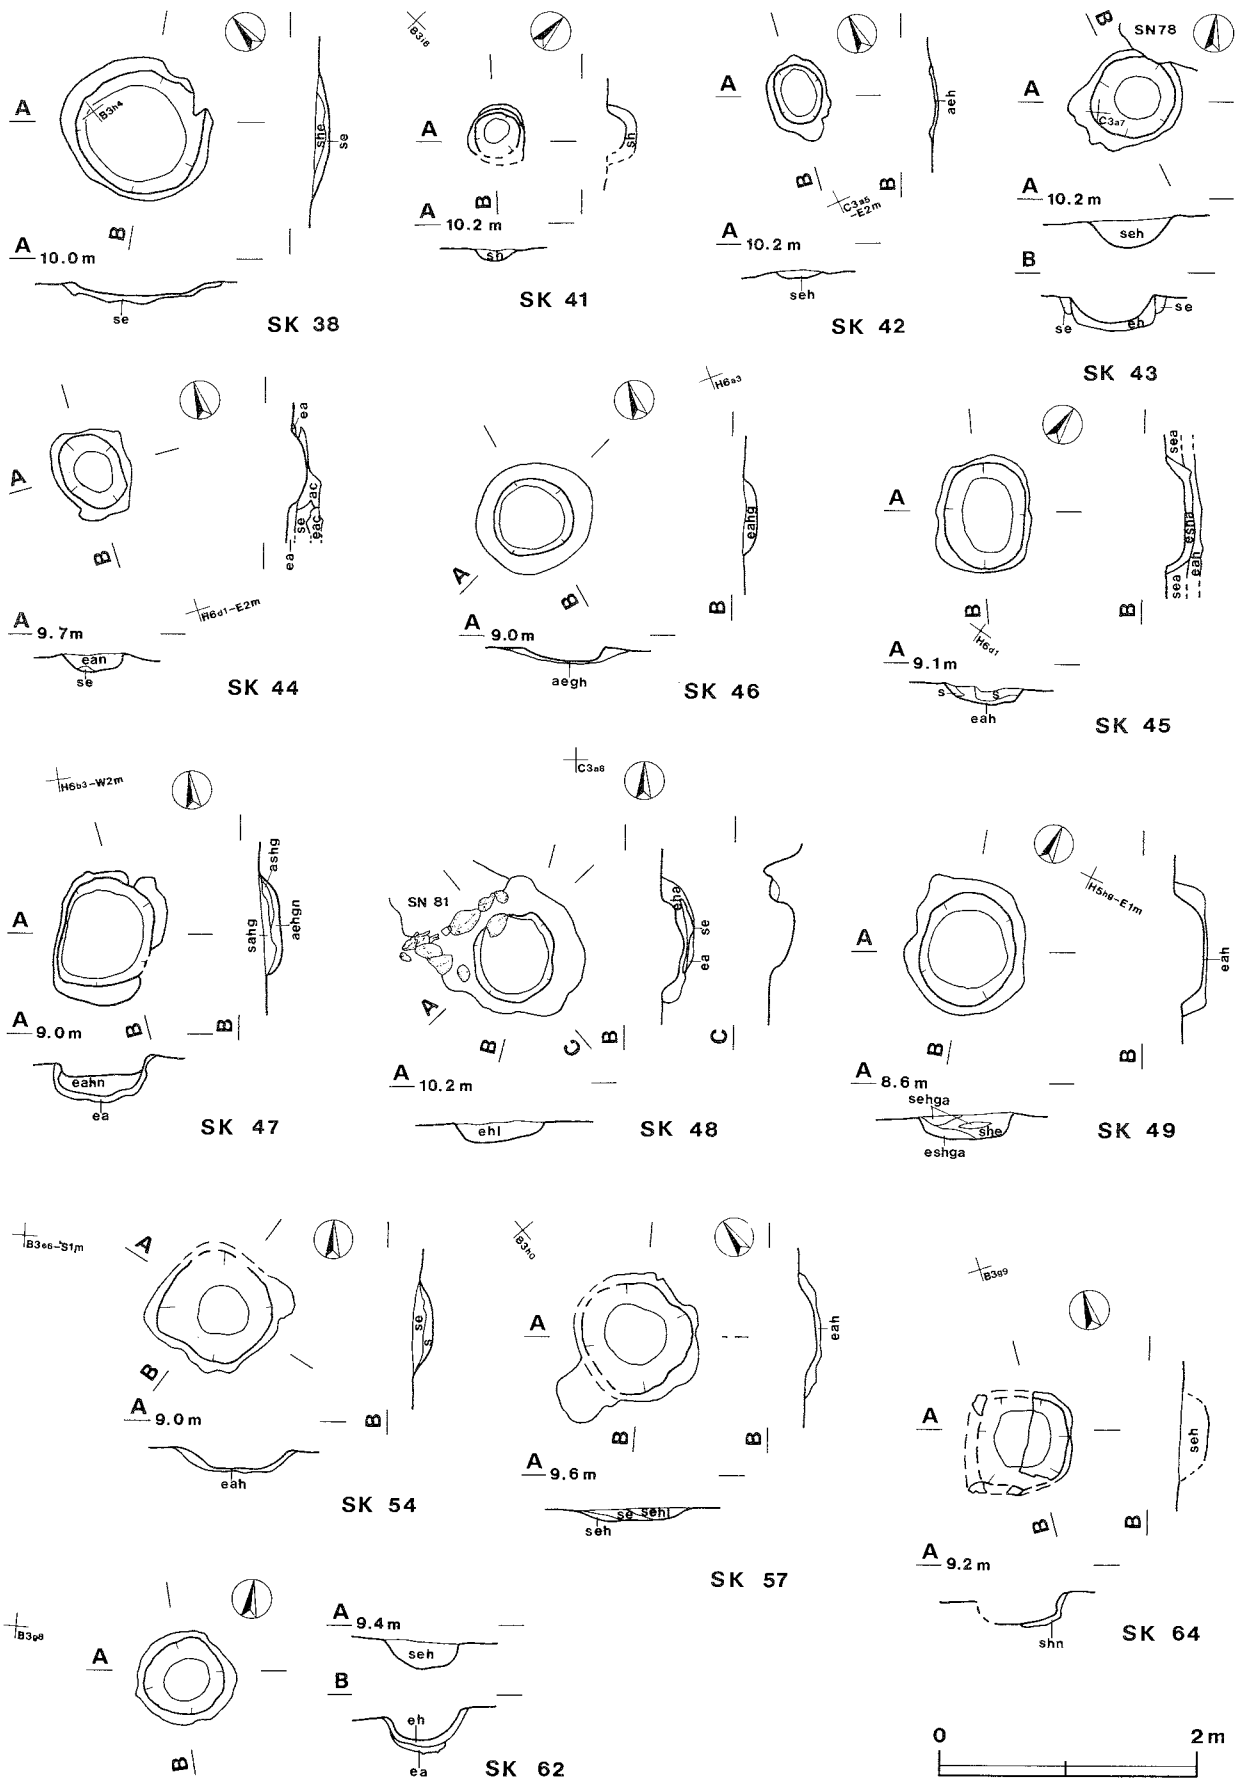 A
B3h4
B
A 10.0 m
se
she
se
SK 38
B3i6
A
B
A 10.2 m
sh
sh
SK 41
A
B
B
C3a5
-E2m
A 10.2 m
seh
aeh
SK 42
B
SN78
A
C3a7
A 10.2 m
seh
B
se
eh
se
SK 43
A
B
H6d1-E2m
A 9.7m
ean
se
ea
ac
se
eac
ea
SK 44
H6a3
A
B
B
A 9.0 m
aegh
eahg
SK 46
A
B
B
H6d1
A 9.1 m
s
s
eah
sea
esha
eah
sea
SK 45
H6b3-W2m
A
B
B
A 9.0 m
eahn
ea
ashg
sahg
aehgn
SK 47
C3a6
SN 81
A
B
C
B
C
A 10.2 m
ehl
eha
se
ea
SK 48
H5h9-E1m
A
B
B
A 8.6 m
sehga
she
eshga
eah
SK 49
B3e6-S1m
A
B
B
A 9.0 m
eah
se
s
SK 54
B3h0
A
B
B
A 9.6 m
seh
se
sehl
eah
SK 57
B3g9
A
B
B
A 9.2 m
shn
seh
SK 64
B3g8
A
B
A 9.4 m
seh
B
eh
ea
SK 62
0 2 m